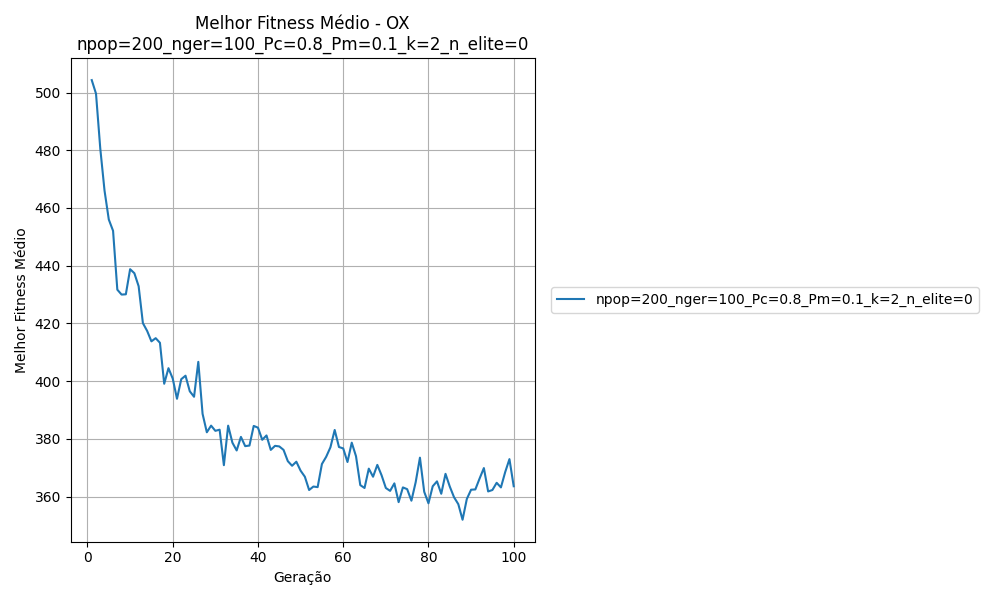 Melhor Fitness Médio - OX
npop=200_nger=100_Pc=0.8_Pm=0.1_k=2_n_elite=0
Melhor Fitness Médio
500
480
460
440
420
400
380
360
0 20 40 60 80 100
Geração
npop=200_nger=100_Pc=0.8_Pm=0.1_k=2_n_elite=0